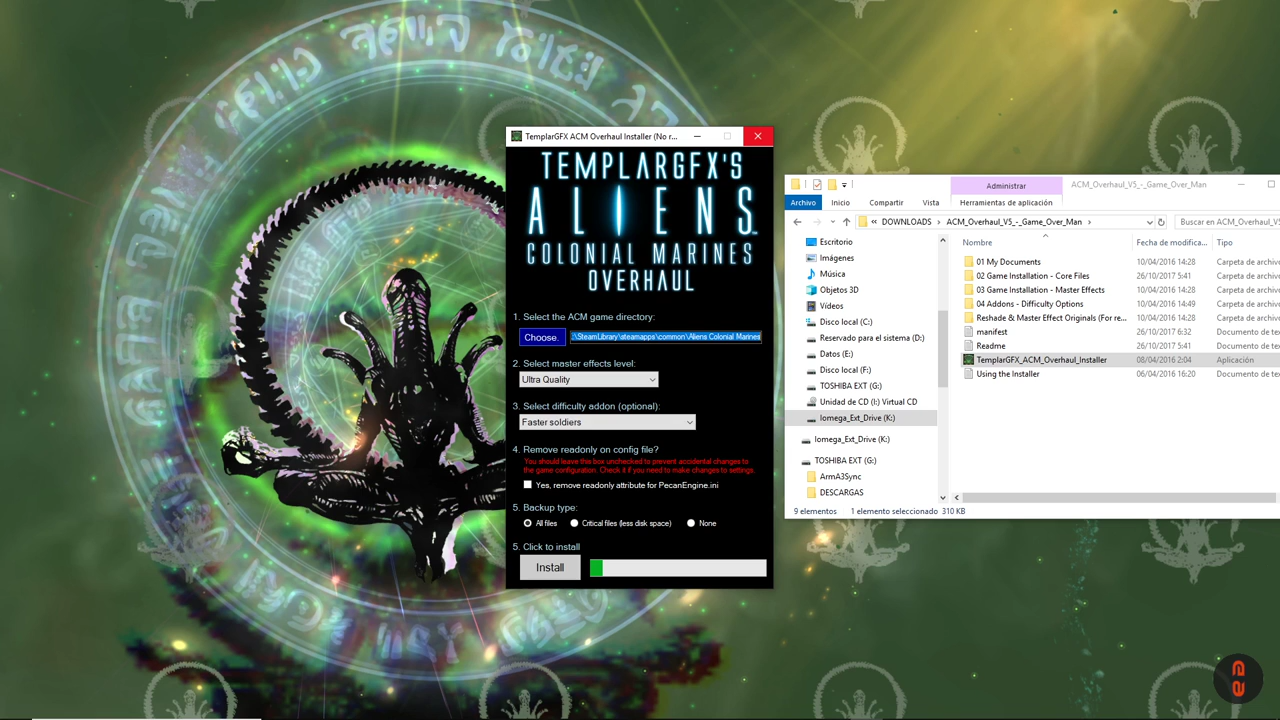 TemplarGFX ACM Overhaul Installer (No r...
TEMPLARGFX'S
ALIENS™
COLONIAL MARINES
OVERHAUL
1. Select the ACM game directory:
Choose.
:\SteamLibrary\steamapps\common\Aliens Colonial Marines
2. Select master effects level:
Ultra Quality
3. Select difficulty addon (optional):
Faster soldiers
4. Remove readonly on config file?
You should leave this box unchecked to prevent accidental changes to
the game configuration. Check it if you need to make changes to settings.
Yes, remove readonly attribute for PecanEngine.ini
5. Backup type:
All files Critical files (less disk space) None
5. Click to install
Install
Administrar ACM_Overhaul_V5_-_Game_Over_Man
Archivo Inicio Compartir Vista Herramientas de aplicación
« DOWNLOADS › ACM_Overhaul_V5_-_Game_Over_Man › Buscar en ACM_Overhaul_V5
Escritorio
Imágenes
Música
Objetos 3D
Vídeos
Disco local (C:)
Reservado para el sistema (D:)
Datos (E:)
Disco local (F:)
TOSHIBA EXT (G:)
Unidad de CD (I:) Virtual CD
Iomega_Ext_Drive (K:)
Iomega_Ext_Drive (K:)
TOSHIBA EXT (G:)
ArmA3Sync
DESCARGAS
Nombre Fecha de modifica... Tipo
01 My Documents 10/04/2016 14:28 Carpeta de archivo
02 Game Installation - Core Files 26/10/2017 5:41 Carpeta de archivo
03 Game Installation - Master Effects 10/04/2016 14:28 Carpeta de archivo
04 Addons - Difficulty Options 10/04/2016 14:49 Carpeta de archivo
Reshade & Master Effect Originals (For re... 10/04/2016 14:28 Carpeta de archivo
manifest 26/10/2017 6:32 Documento de tex
Readme 26/10/2017 5:41 Documento de tex
TemplarGFX_ACM_Overhaul_Installer 08/04/2016 2:04 Aplicación
Using the Installer 06/04/2016 16:20 Documento de tex
9 elementos 1 elemento seleccionado 310 KB